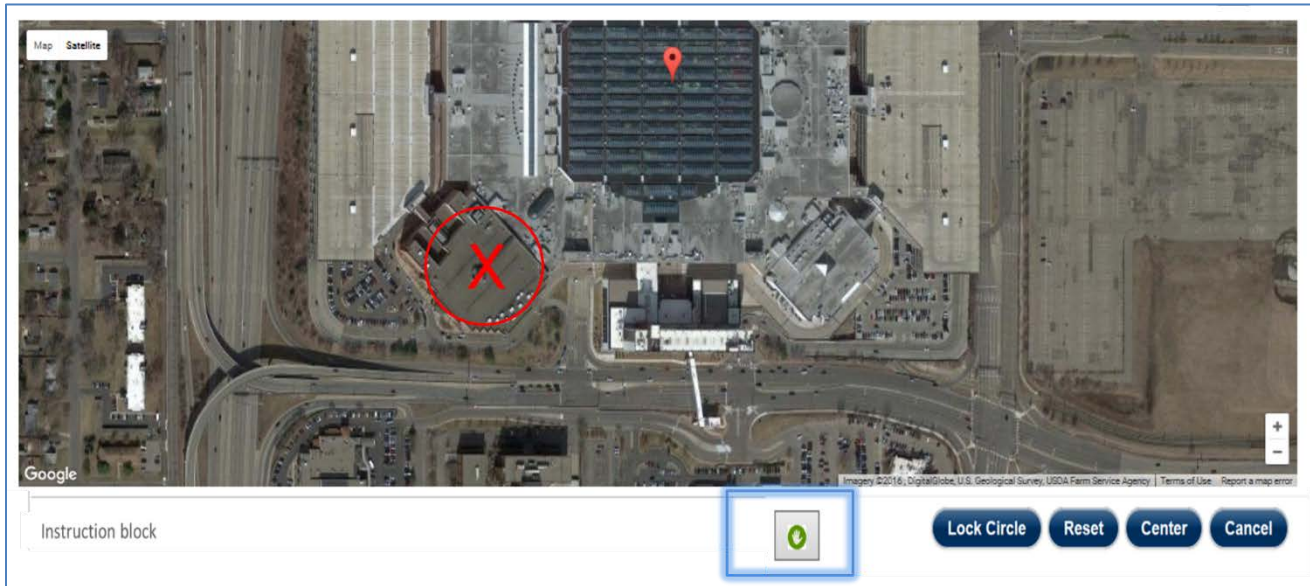 Map Satellite
X
+
−
Google
Imagery ©2016, DigitalGlobe, U.S. Geological Survey, USDA Farm Service Agency Terms of Use Report a map error
Instruction block
Lock Circle Reset Center Cancel